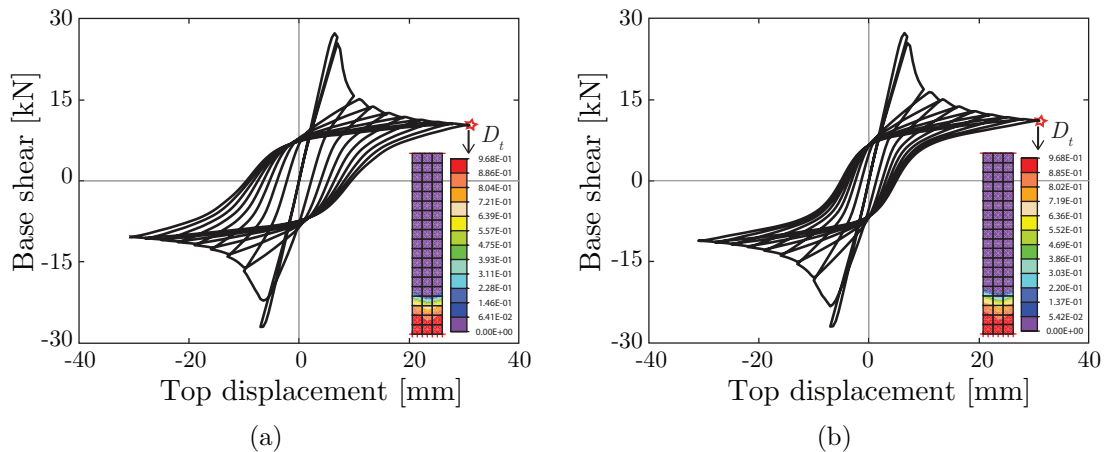 30
15
0
-15
-30
Base shear [kN]
-40
-20
0
20
40
Top displacement [mm]
D_t
9.68E-01
8.86E-01
8.04E-01
7.21E-01
6.39E-01
5.57E-01
4.75E-01
3.93E-01
3.11E-01
2.28E-01
1.46E-01
6.41E-02
0.00E+00
(a)
30
15
0
-15
-30
Base shear [kN]
-40
-20
0
20
40
Top displacement [mm]
D_t
9.68E-01
8.85E-01
8.02E-01
7.19E-01
6.36E-01
5.52E-01
4.69E-01
3.86E-01
3.03E-01
2.20E-01
1.37E-01
5.42E-02
0.00E+00
(b)